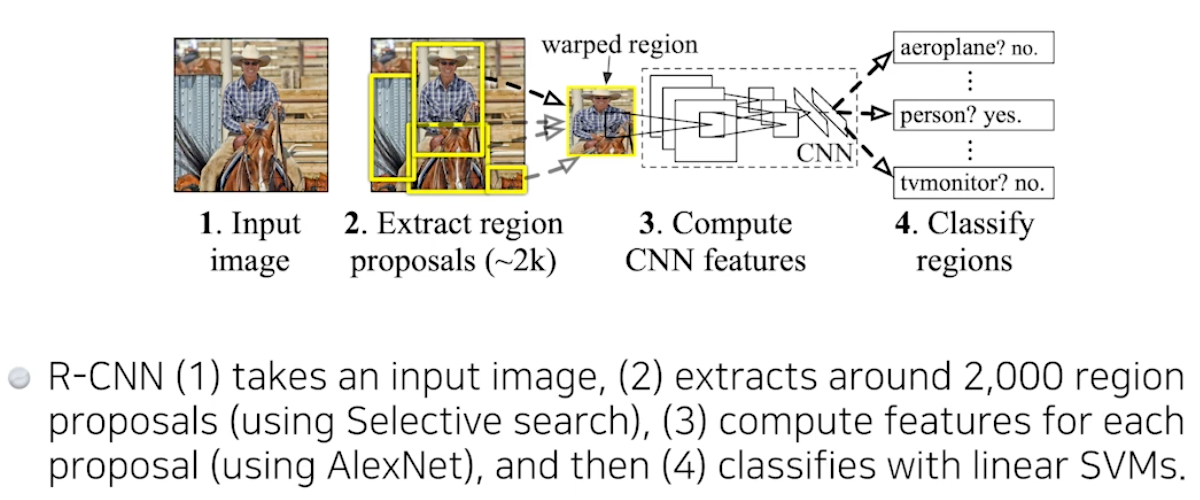 warped region
aeroplane? no.
⋮
person? yes.
⋮
tvmonitor? no.
CNN
1. Input
image
2. Extract region
proposals (~2k)
3. Compute
CNN features
4. Classify
regions
R-CNN (1) takes an input image, (2) extracts around 2,000 region
proposals (using Selective search), (3) compute features for each
proposal (using AlexNet), and then (4) classifies with linear SVMs.